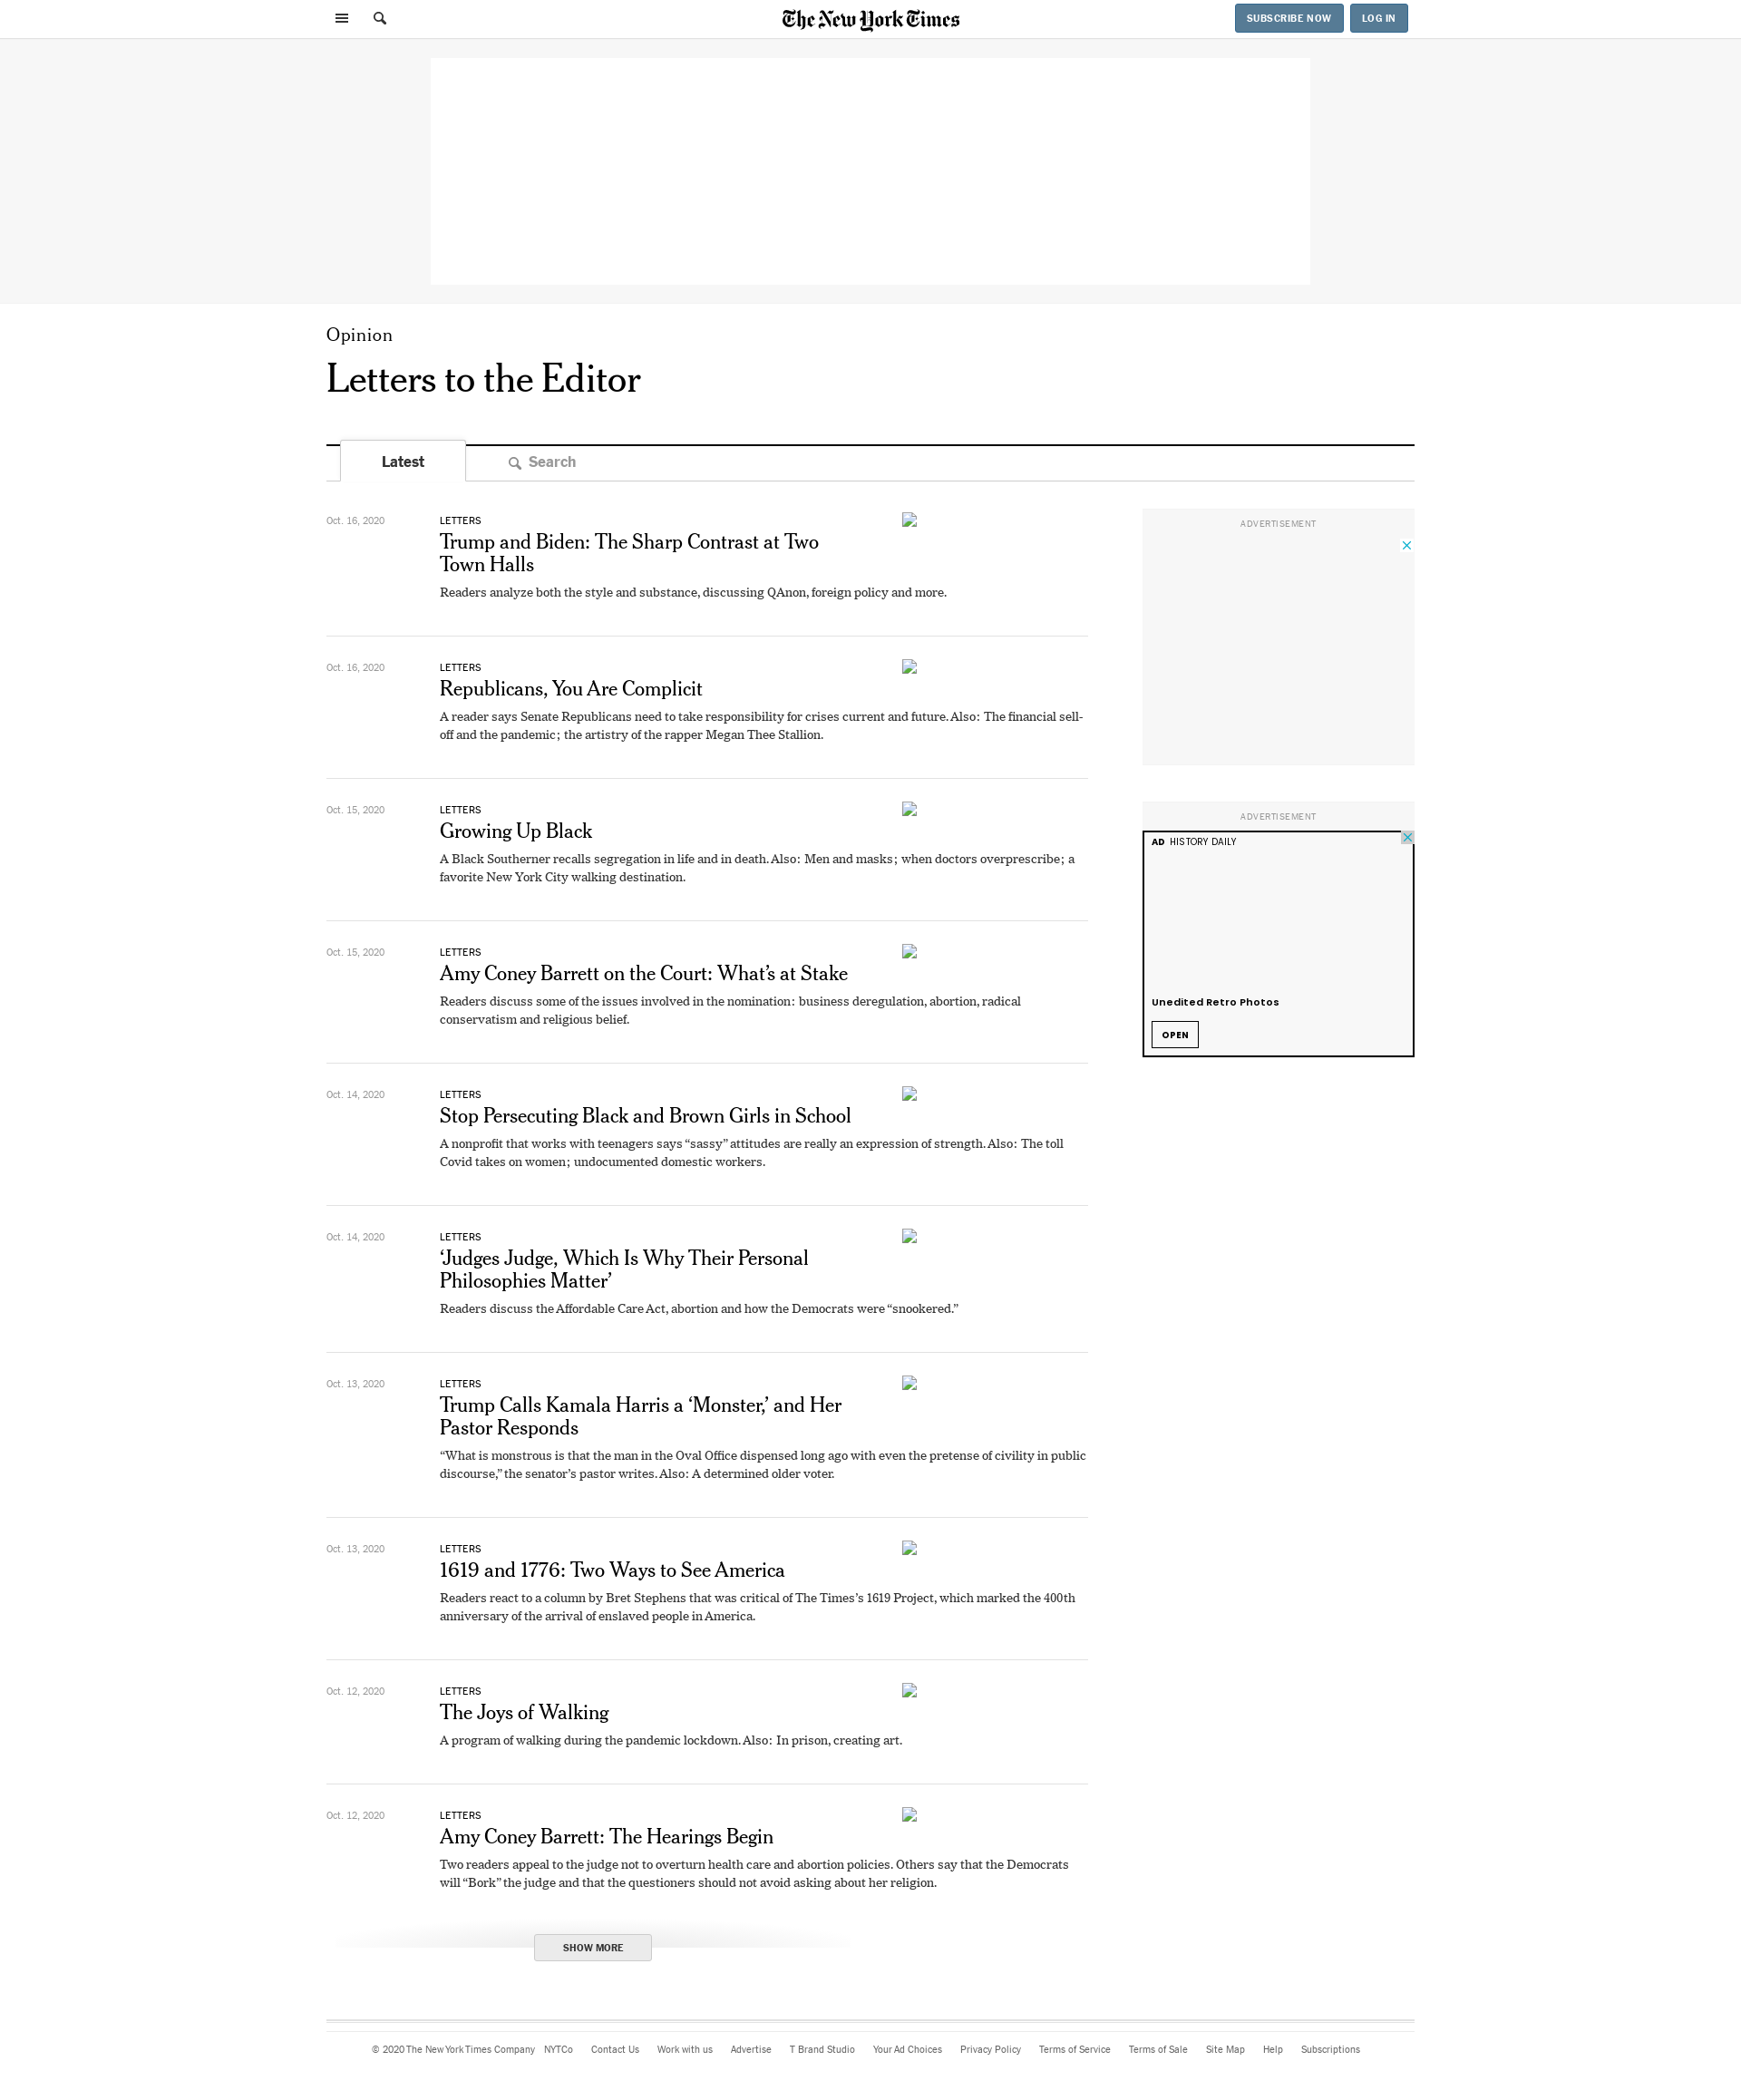 The New York Times
SUBSCRIBE NOW
LOG IN
Opinion
Letters to the Editor
Latest
Search
Oct. 16, 2020
LETTERS
Trump and Biden: The Sharp Contrast at Two
Town Halls
Readers analyze both the style and substance, discussing QAnon, foreign policy and more.
Oct. 16, 2020
LETTERS
Republicans, You Are Complicit
A reader says Senate Republicans need to take responsibility for crises current and future. Also: The financial sell-
off and the pandemic; the artistry of the rapper Megan Thee Stallion.
Oct. 15, 2020
LETTERS
Growing Up Black
A Black Southerner recalls segregation in life and in death. Also: Men and masks; when doctors overprescribe; a
favorite New York City walking destination.
Oct. 15, 2020
LETTERS
Amy Coney Barrett on the Court: What’s at Stake
Readers discuss some of the issues involved in the nomination: business deregulation, abortion, radical
conservatism and religious belief.
Oct. 14, 2020
LETTERS
Stop Persecuting Black and Brown Girls in School
A nonprofit that works with teenagers says “sassy” attitudes are really an expression of strength. Also: The toll
Covid takes on women; undocumented domestic workers.
Oct. 14, 2020
LETTERS
‘Judges Judge, Which Is Why Their Personal
Philosophies Matter’
Readers discuss the Affordable Care Act, abortion and how the Democrats were “snookered.”
Oct. 13, 2020
LETTERS
Trump Calls Kamala Harris a ‘Monster,’ and Her
Pastor Responds
“What is monstrous is that the man in the Oval Office dispensed long ago with even the pretense of civility in public
discourse,” the senator’s pastor writes. Also: A determined older voter.
Oct. 13, 2020
LETTERS
1619 and 1776: Two Ways to See America
Readers react to a column by Bret Stephens that was critical of The Times’s 1619 Project, which marked the 400th
anniversary of the arrival of enslaved people in America.
Oct. 12, 2020
LETTERS
The Joys of Walking
A program of walking during the pandemic lockdown. Also: In prison, creating art.
Oct. 12, 2020
LETTERS
Amy Coney Barrett: The Hearings Begin
Two readers appeal to the judge not to overturn health care and abortion policies. Others say that the Democrats
will “Bork” the judge and that the questioners should not avoid asking about her religion.
SHOW MORE
ADVERTISEMENT
ADVERTISEMENT
AD HISTORY DAILY
Unedited Retro Photos
OPEN
© 2020 The New York Times Company NYTCo Contact Us Work with us Advertise T Brand Studio Your Ad Choices Privacy Policy Terms of Service Terms of Sale Site Map Help Subscriptions